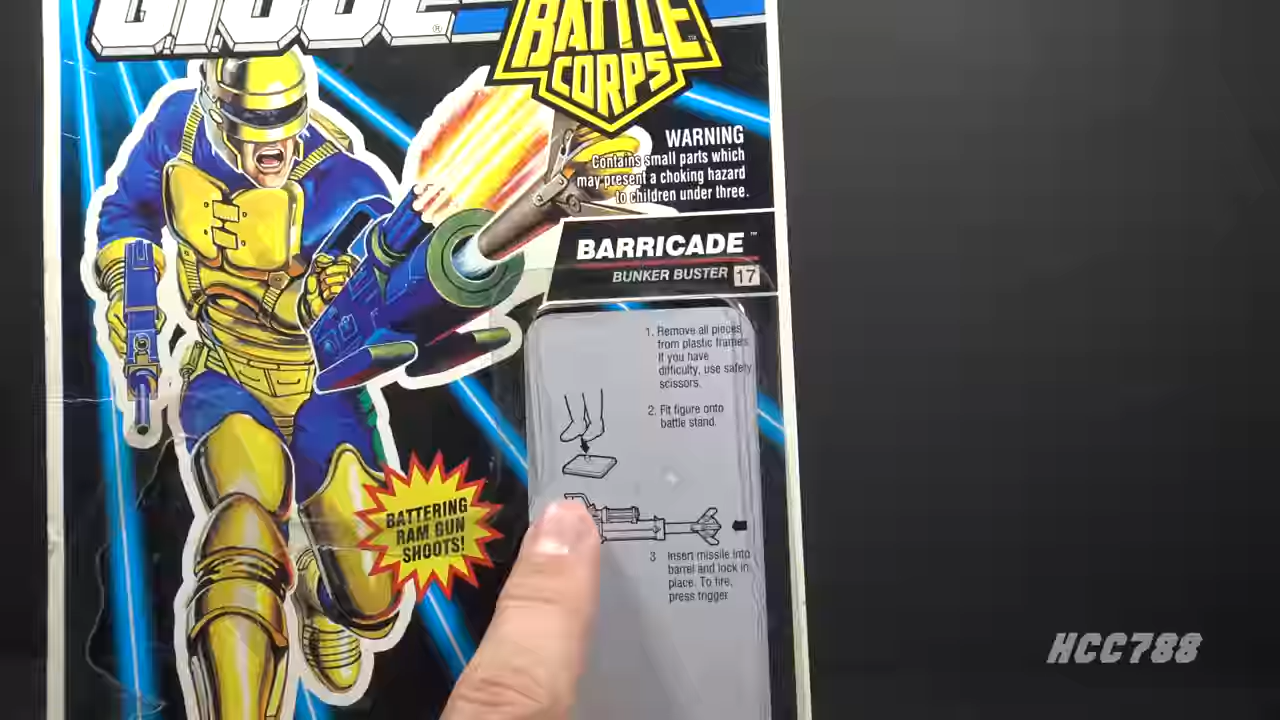 G.I. JOE
®
BATTLE
CORPS
™
WARNING
Contains small parts which
may present a choking hazard
to children under three.
BARRICADE ™
BUNKER BUSTER 17
1. Remove all pieces
from plastic frames.
If you have
difficulty, use safety
scissors.
2. Fit figure onto
battle stand.
BATTERING
RAM GUN
SHOOTS!
3 Insert missile into
barrel and lock in
place. To fire,
press trigger.
HCC788